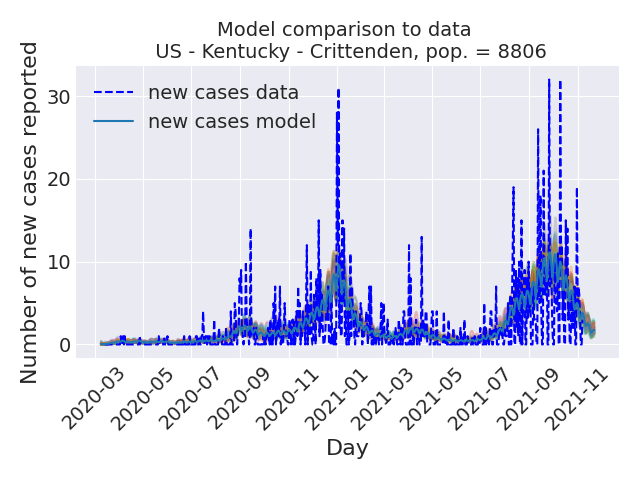 Model comparison to data
US - Kentucky - Crittenden, pop. = 8806
Number of new cases reported
30
20
10
0
new cases data
new cases model
2020-03
2020-05
2020-07
2020-09
2020-11
2021-01
2021-03
2021-05
2021-07
2021-09
2021-11
Day